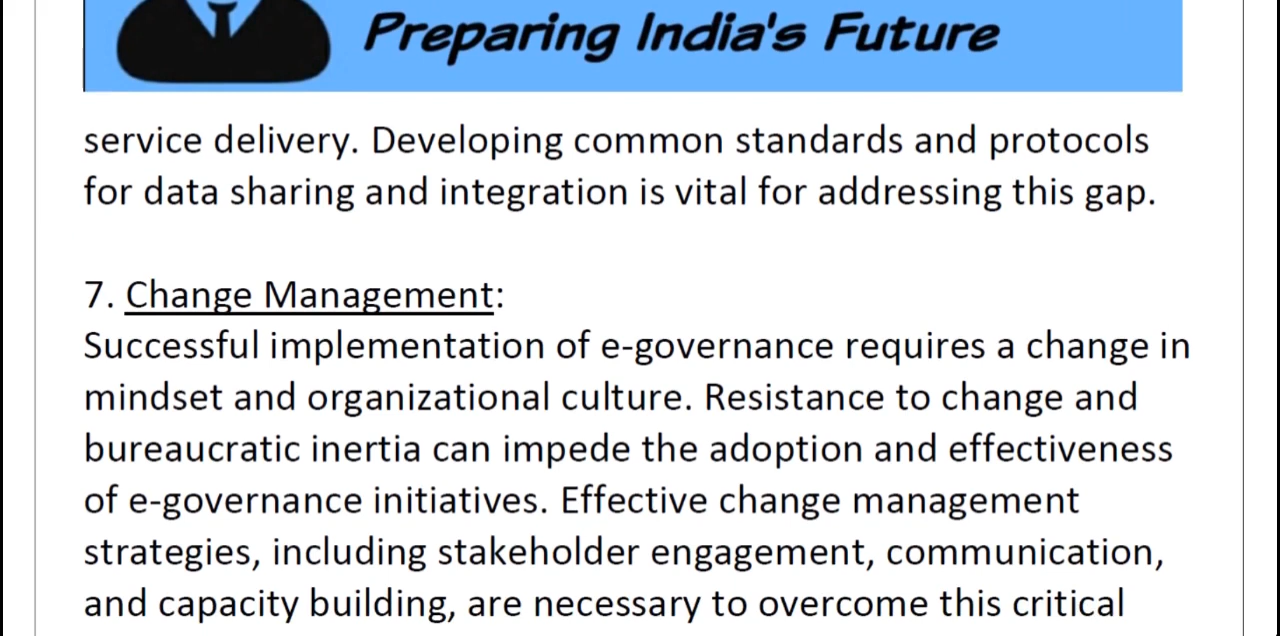 Preparing India's Future
service delivery. Developing common standards and protocols
for data sharing and integration is vital for addressing this gap.
7. Change Management:
Successful implementation of e-governance requires a change in
mindset and organizational culture. Resistance to change and
bureaucratic inertia can impede the adoption and effectiveness
of e-governance initiatives. Effective change management
strategies, including stakeholder engagement, communication,
and capacity building, are necessary to overcome this critical